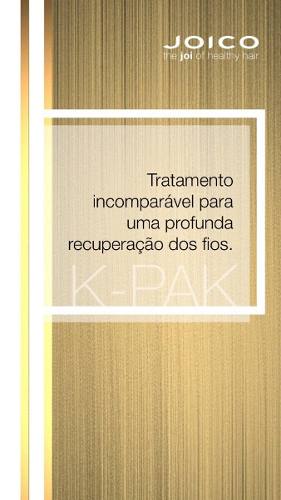 JOICO
the joi of healthy hair
Tratamento
incomparável para
uma profunda
recuperação dos fios.
K-PAK